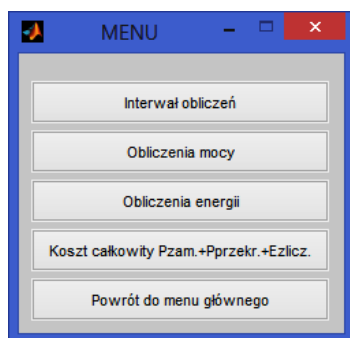 MENU
Interwał obliczeń
Obliczenia mocy
Obliczenia energii
Koszt całkowity Pzam.+Pprzekr.+Ezlicz.
Powrót do menu głównego